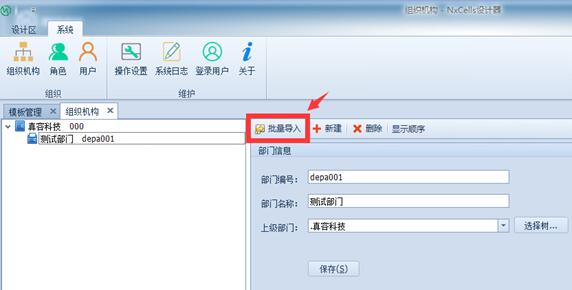 组织机构 - NxCells设计器
设计区 系统
组织机构 角色 用户 操作设置 系统日志 登录用户 关于
组织 维护
模板管理 组织机构
真容科技 000
测试部门 depa001
批量导入 新建 删除 显示顺序
部门信息
部门编号: depa001
部门名称: 测试部门
上级部门: .真容科技 选择树...
保存(S)